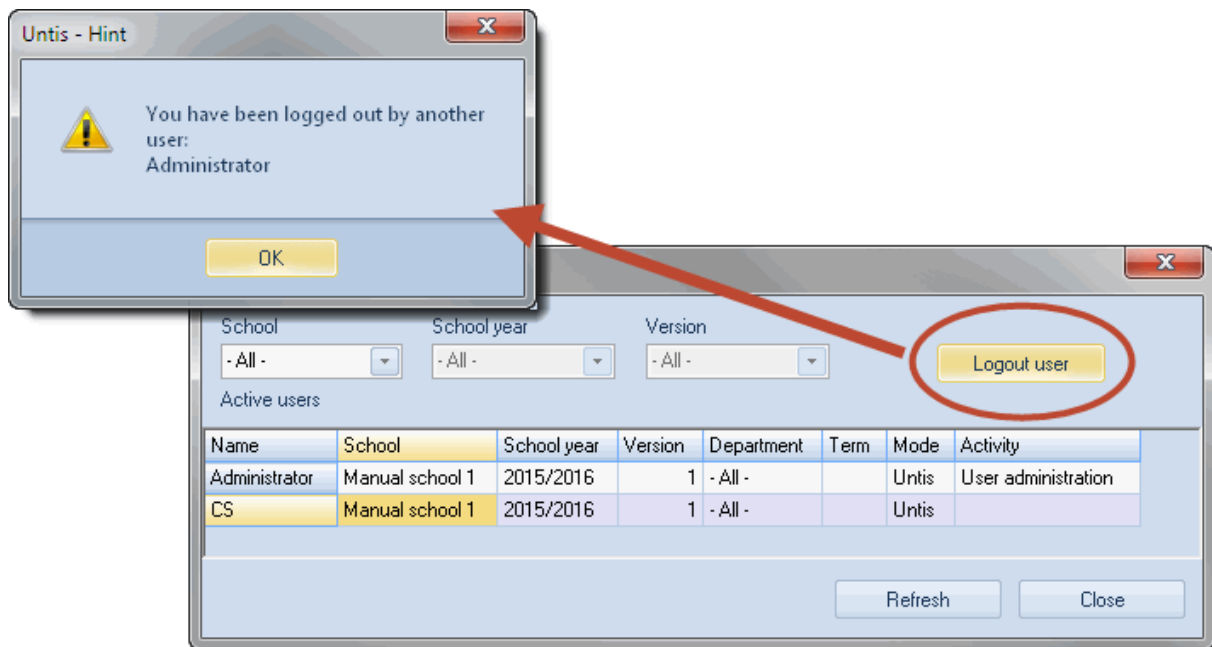 Untis - Hint
You have been logged out by another
user:
Administrator
OK
School School year Version
- All - - All - - All - Logout user
Active users
Name School School year Version Department Term Mode Activity
Administrator Manual school 1 2015/2016 1 - All - Untis User administration
CS Manual school 1 2015/2016 1 - All - Untis
Refresh Close